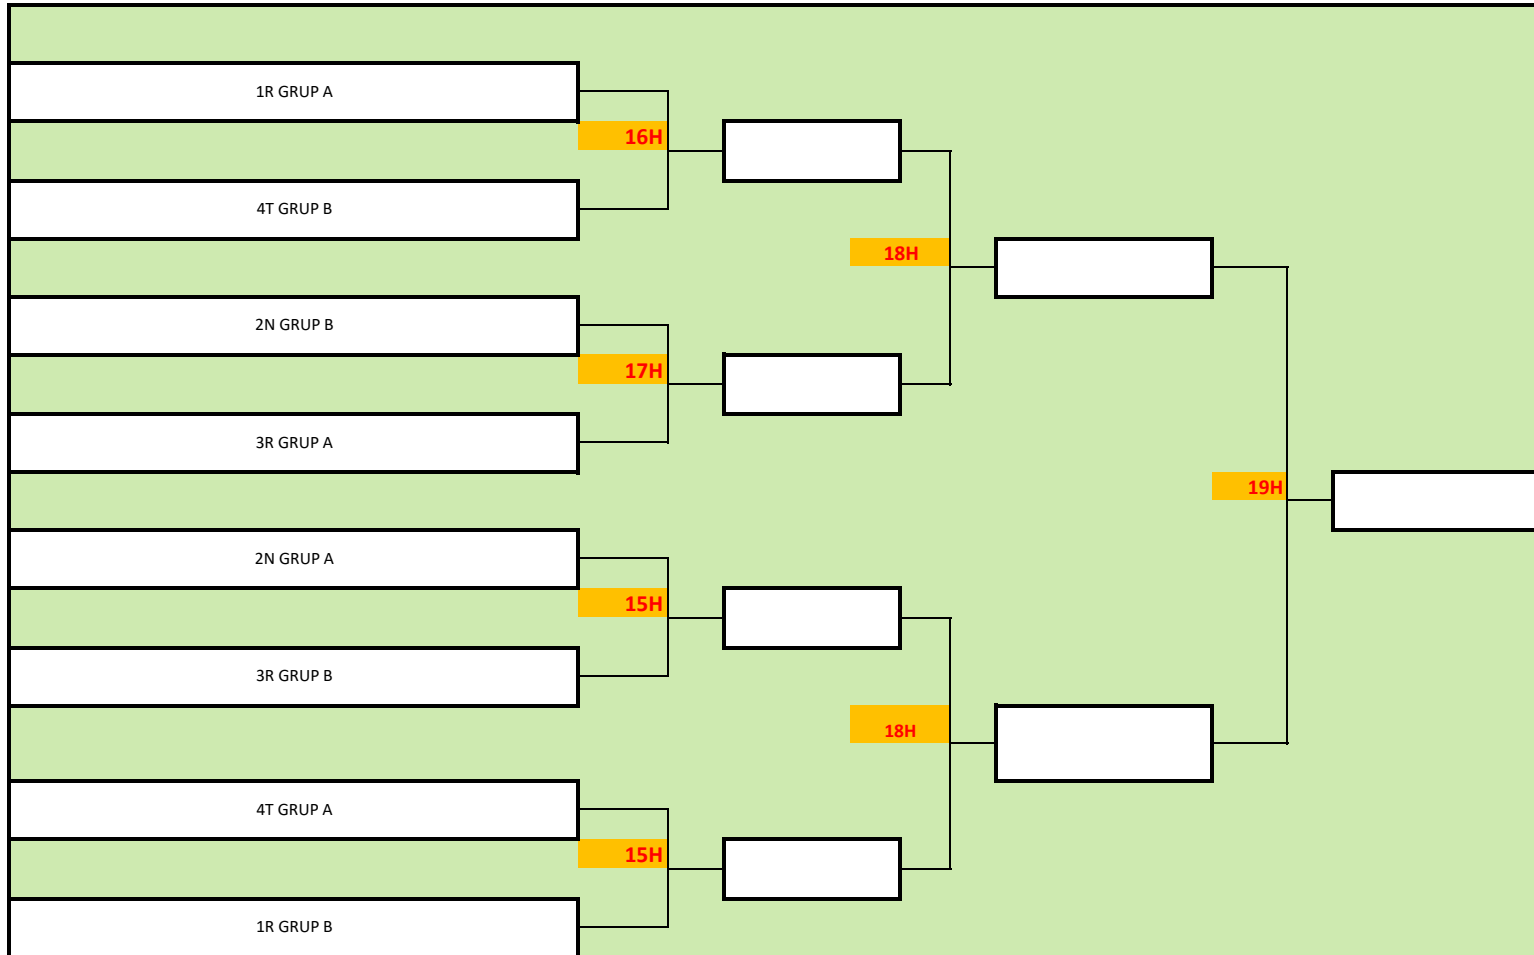 1R GRUP A
16H
4T GRUP B
18H
2N GRUP B
17H
3R GRUP A
19H
2N GRUP A
15H
3R GRUP B
18H
4T GRUP A
15H
1R GRUP B